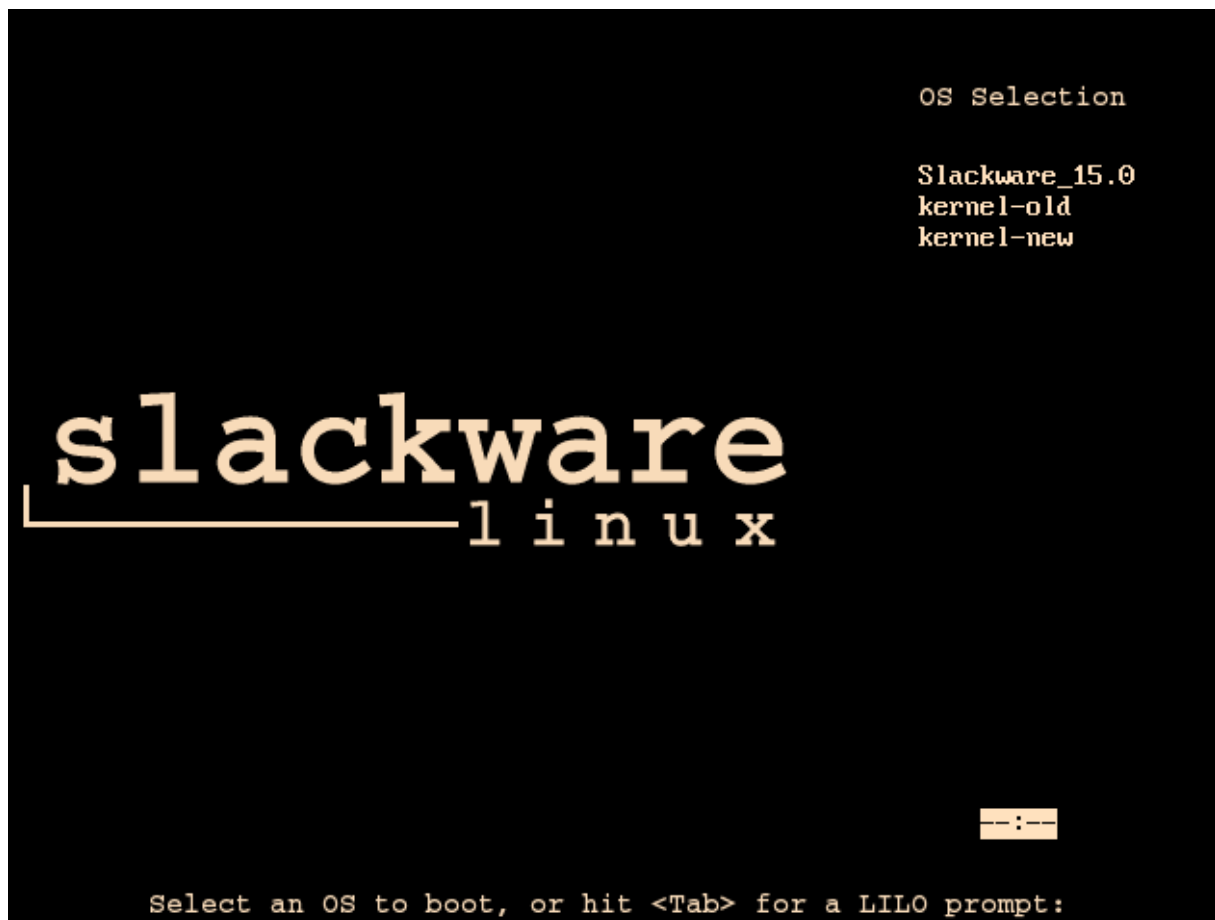 OS Selection
Slackware_15.0
kernel-old
kernel-new
slackware
linux
--:--
Select an OS to boot, or hit <Tab> for a LILO prompt: